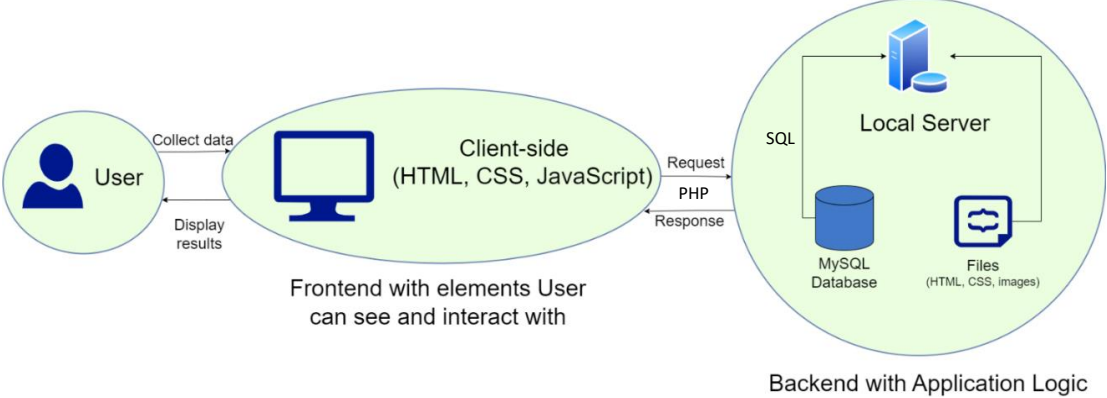 User
Collect data
Display
results
Client-side
(HTML, CSS, JavaScript)
Frontend with elements User
can see and interact with
Request
PHP
Response
SQL
Local Server
MySQL
Database
Files
(HTML, CSS, images)
Backend with Application Logic